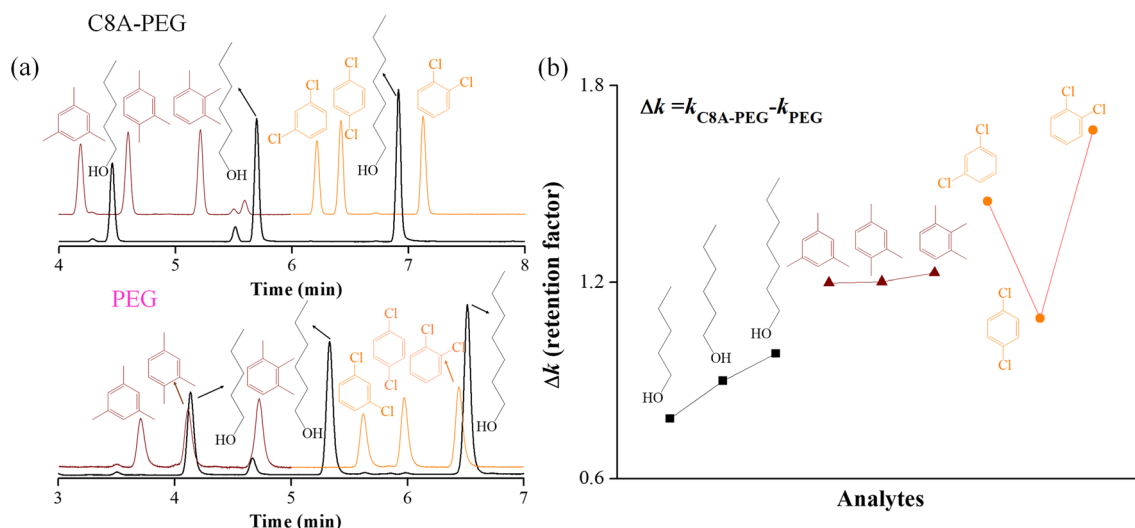 C8A-PEG
(a)
HO
OH
Cl
Cl
Cl
Cl
HO
Cl
Cl
4 5 6 7 8
Time (min)
PEG
HO
OH
Cl
Cl
Cl
Cl
Cl
Cl
HO
3 4 5 6 7
Time (min)
(b)
Δk =kC8A-PEG-kPEG
1.8
1.2
0.6
Δk (retention factor)
HO
OH
HO
Cl
Cl
Cl
Cl
Cl
Cl
Analytes